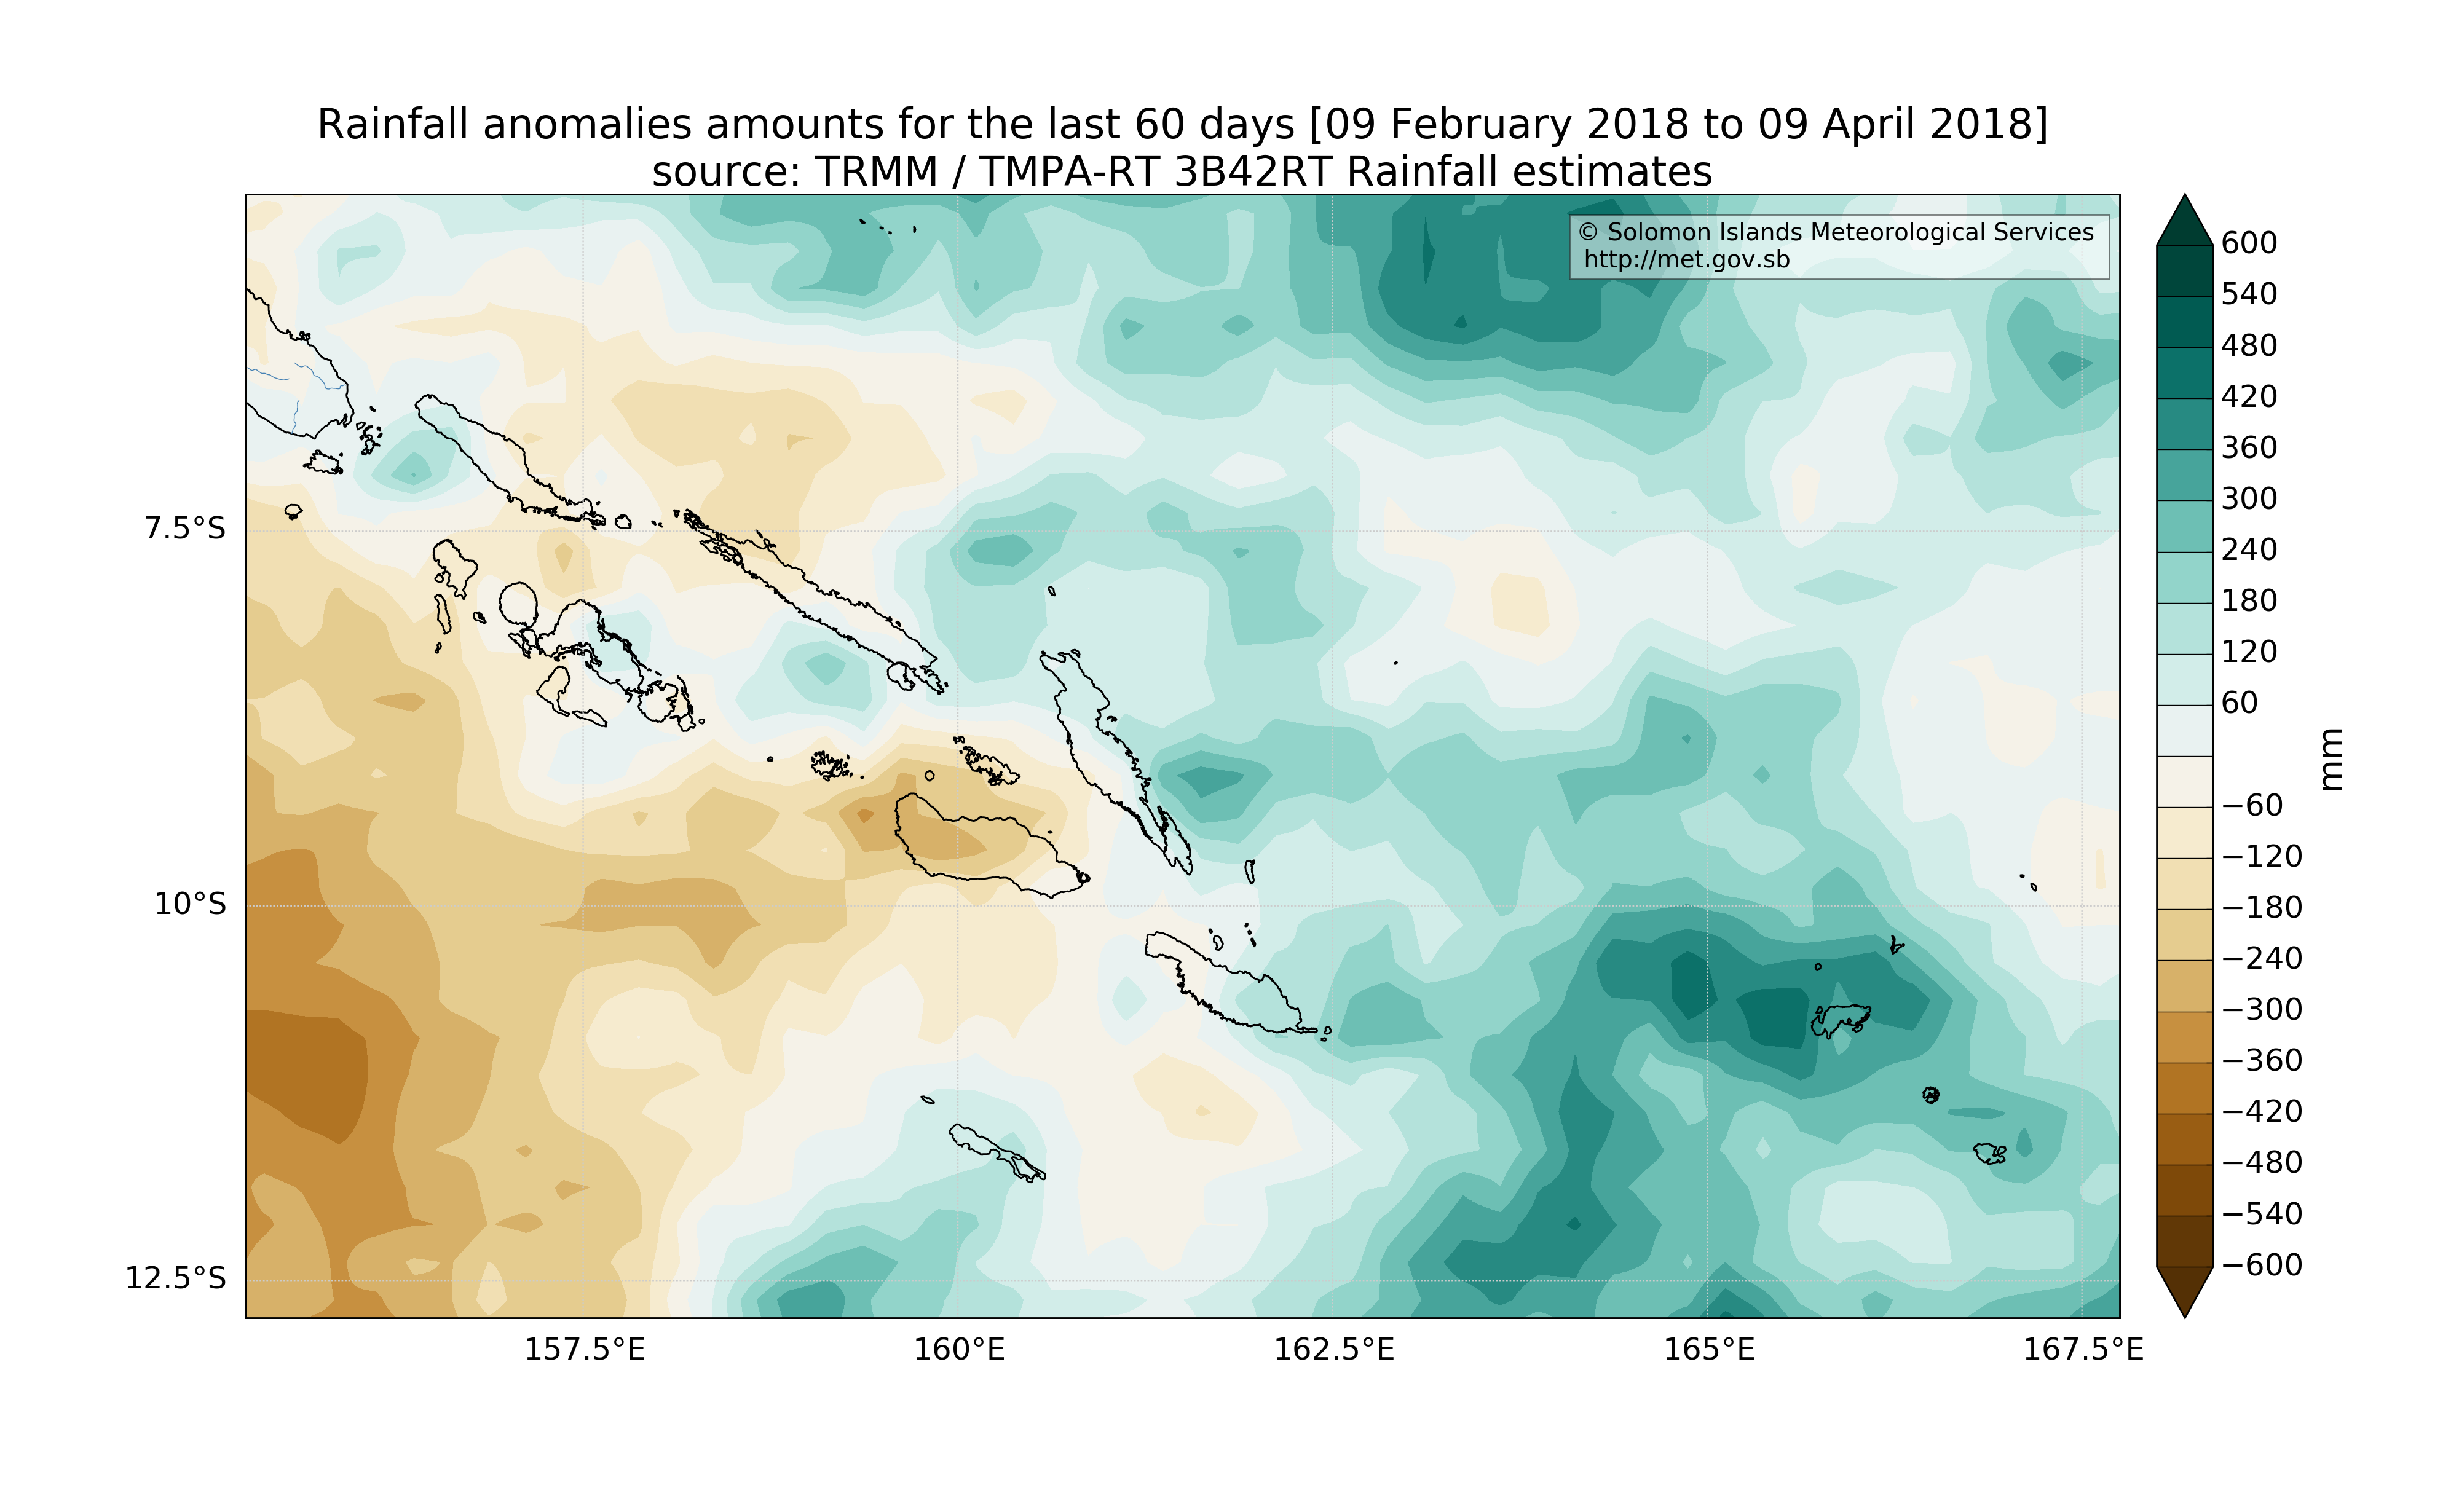 Rainfall anomalies amounts for the last 60 days [09 February 2018 to 09 April 2018]
source: TRMM / TMPA-RT 3B42RT Rainfall estimates
© Solomon Islands Meteorological Services
http://met.gov.sb
7.5°S
10°S
12.5°S
157.5°E
160°E
162.5°E
165°E
167.5°E
600
540
480
420
360
300
240
180
120
60
−60
−120
−180
−240
−300
−360
−420
−480
−540
−600
mm